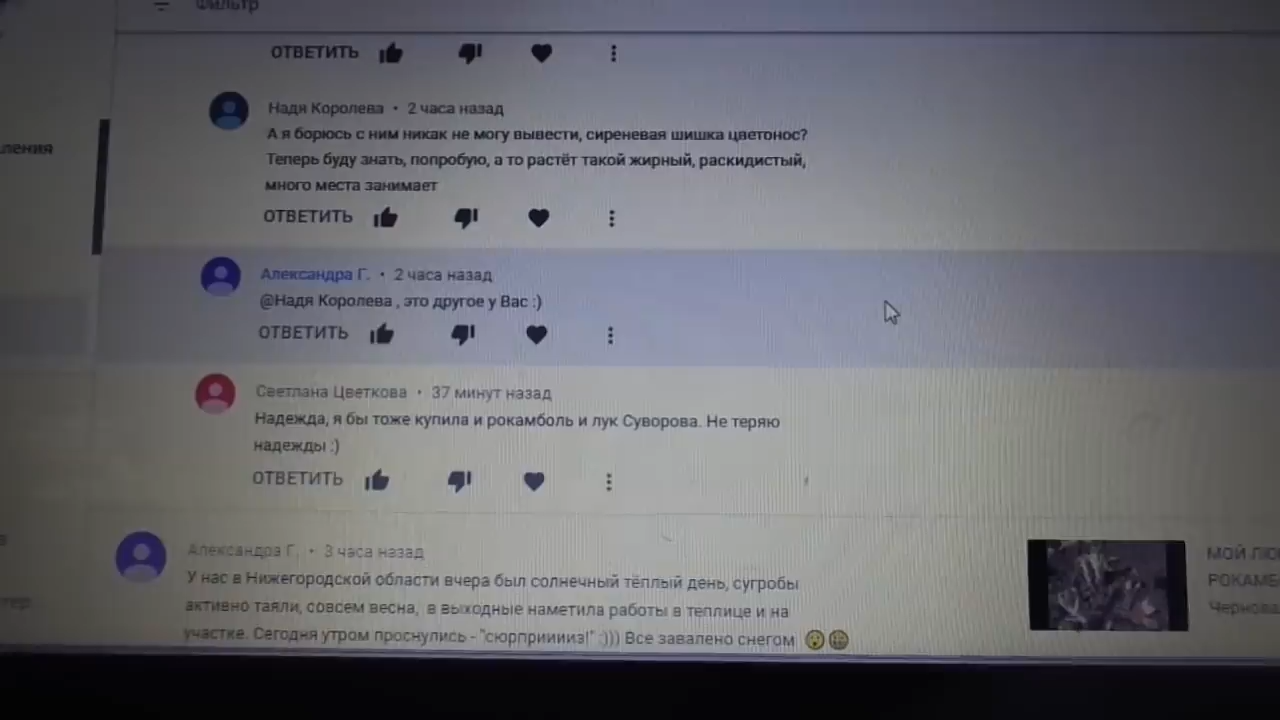 Фильтр
ОТВЕТИТЬ
Надя Королева • 2 часа назад
А я борюсь с ним никак не могу вывести, сиреневая шишка цветонос?
Теперь буду знать, попробую, а то растёт такой жирный, раскидистый,
много места занимает
ОТВЕТИТЬ
ления
Александра Г. • 2 часа назад
@Надя Королева , это другое у Вас :)
ОТВЕТИТЬ
Светлана Цветкова • 37 минут назад
Надежда, я бы тоже купила и рокамболь и лук Суворова. Не теряю
надежды :)
ОТВЕТИТЬ
Александра Г. • 3 часа назад
У нас в Нижегородской области вчера был солнечный тёплый день, сугробы
активно таяли, совсем весна, в выходные наметила работы в теплице и на
участке. Сегодня утром проснулись - "сюрприиииз!" :))) Все завалено снегом
МОЙ ЛЮ
РОКАМБ
Чернова